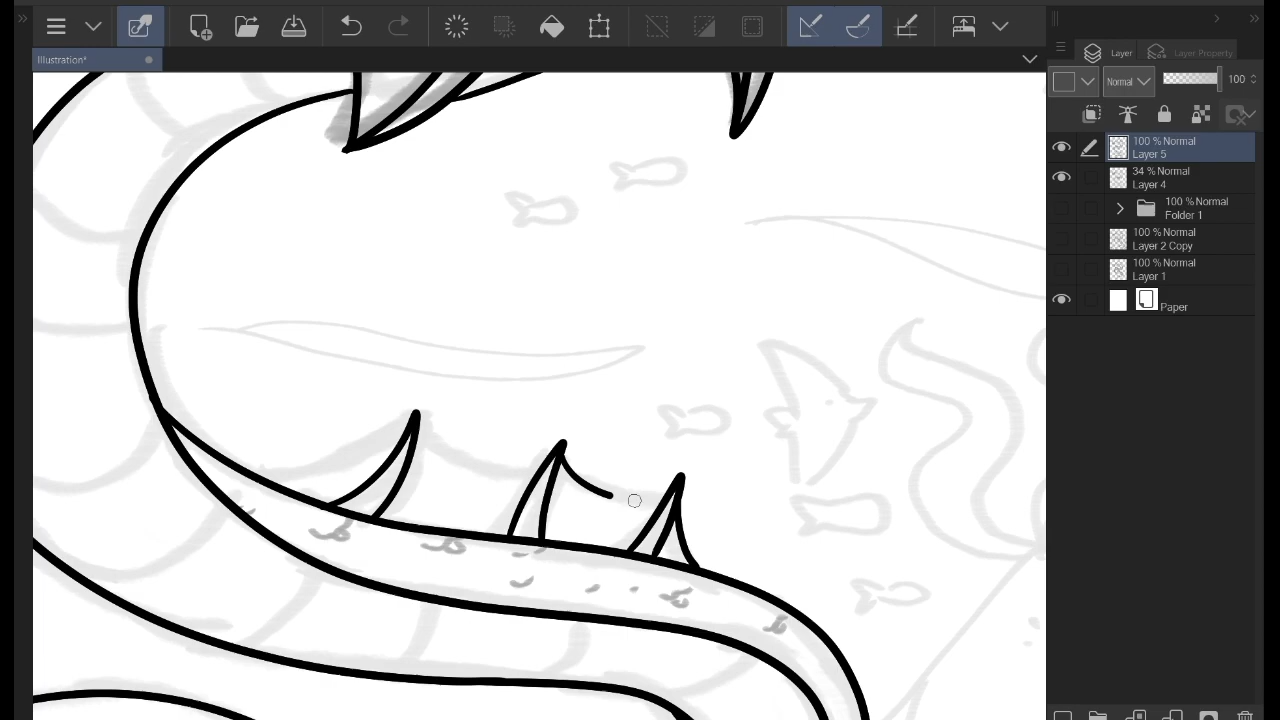 Illustration*
Layer
Layer Property
Normal
100
100 % Normal
Layer 5
34 % Normal
Layer 4
100 % Normal
Folder 1
100 % Normal
Layer 2 Copy
100 % Normal
Layer 1
Paper